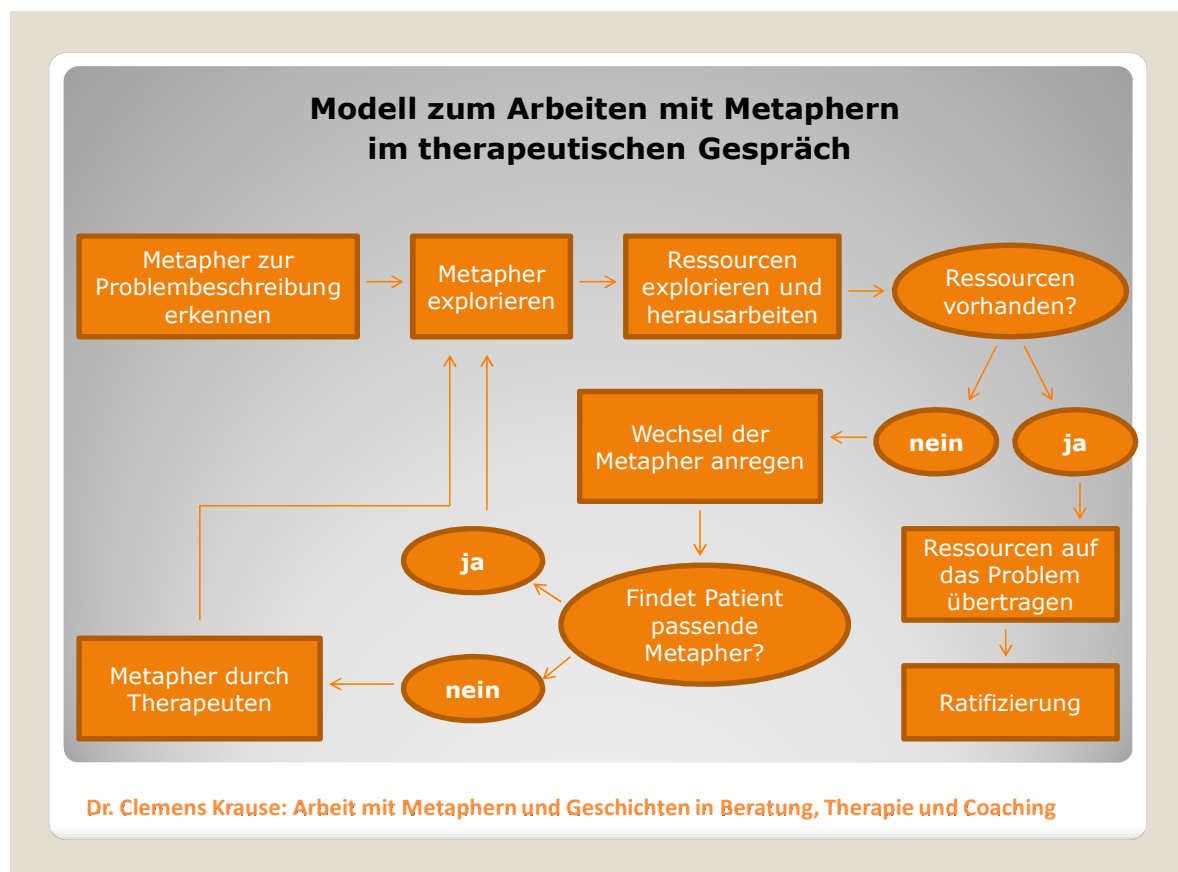 Modell zum Arbeiten mit Metaphern
im therapeutischen Gespräch
Metapher zur
Problembeschreibung
erkennen
Metapher
explorieren
Ressourcen
explorieren und
herausarbeiten
Ressourcen
vorhanden?
Wechsel der
Metapher anregen
nein
ja
ja
Findet Patient
passende
Metapher?
Ressourcen auf
das Problem
übertragen
Metapher durch
Therapeuten
nein
Ratifizierung
Dr. Clemens Krause: Arbeit mit Metaphern und Geschichten in Beratung, Therapie und Coaching